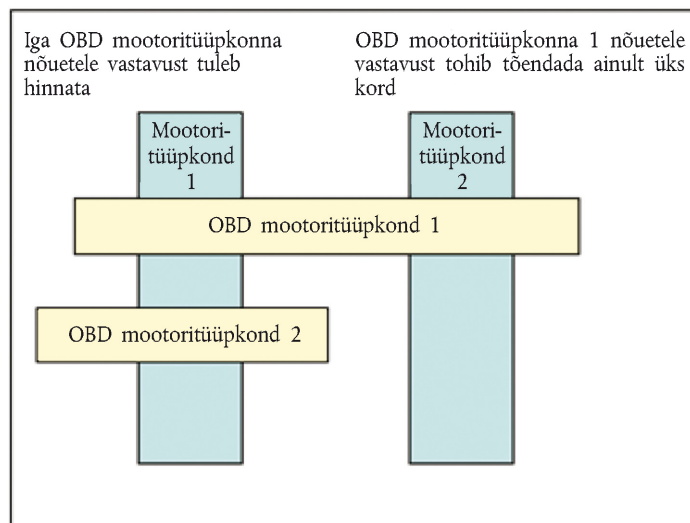 Iga OBD mootoritüüpkonna
nõuetele vastavust tuleb
hinnata
OBD mootoritüüpkonna 1 nõuetele
vastavust tohib tõendada ainult üks
kord
Mootori-
tüüpkond
1
Mootori-
tüüpkond
2
OBD mootoritüüpkond 1
OBD mootoritüüpkond 2